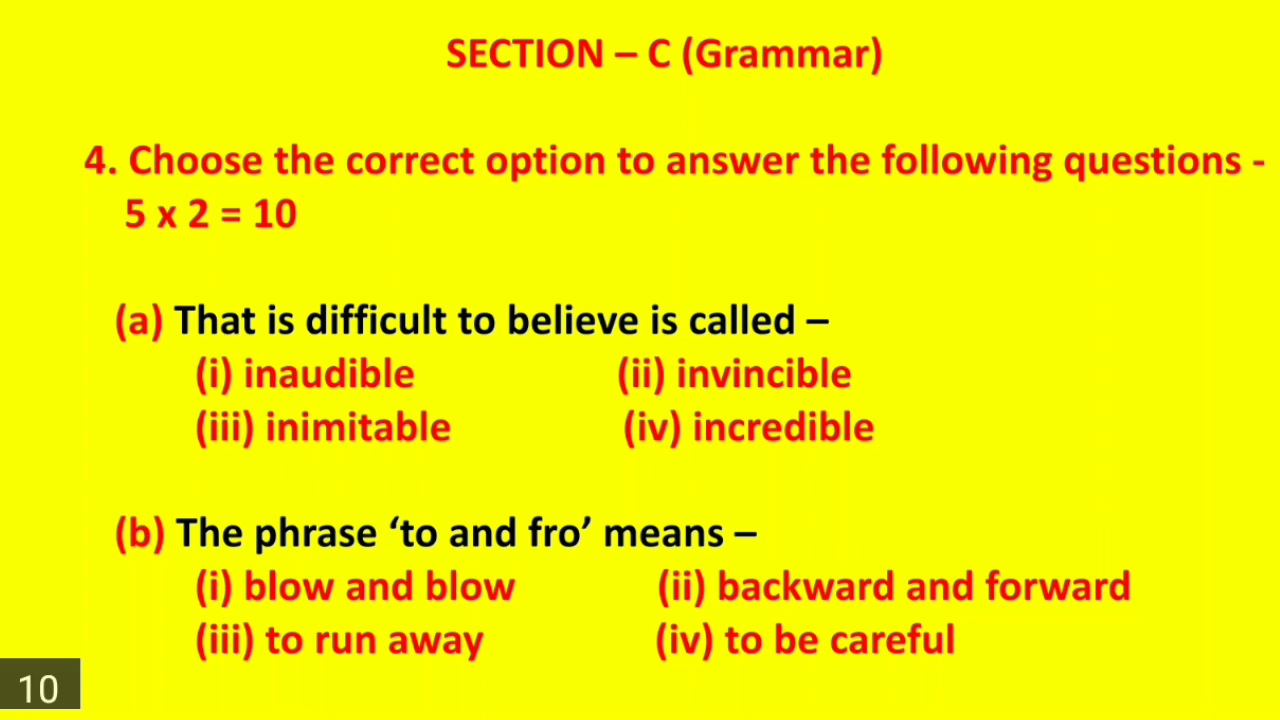 SECTION – C (Grammar)
4. Choose the correct option to answer the following questions -
5 x 2 = 10
(a) That is difficult to believe is called –
(i) inaudible (ii) invincible
(iii) inimitable (iv) incredible
(b) The phrase ‘to and fro’ means –
(i) blow and blow (ii) backward and forward
(iii) to run away (iv) to be careful
10